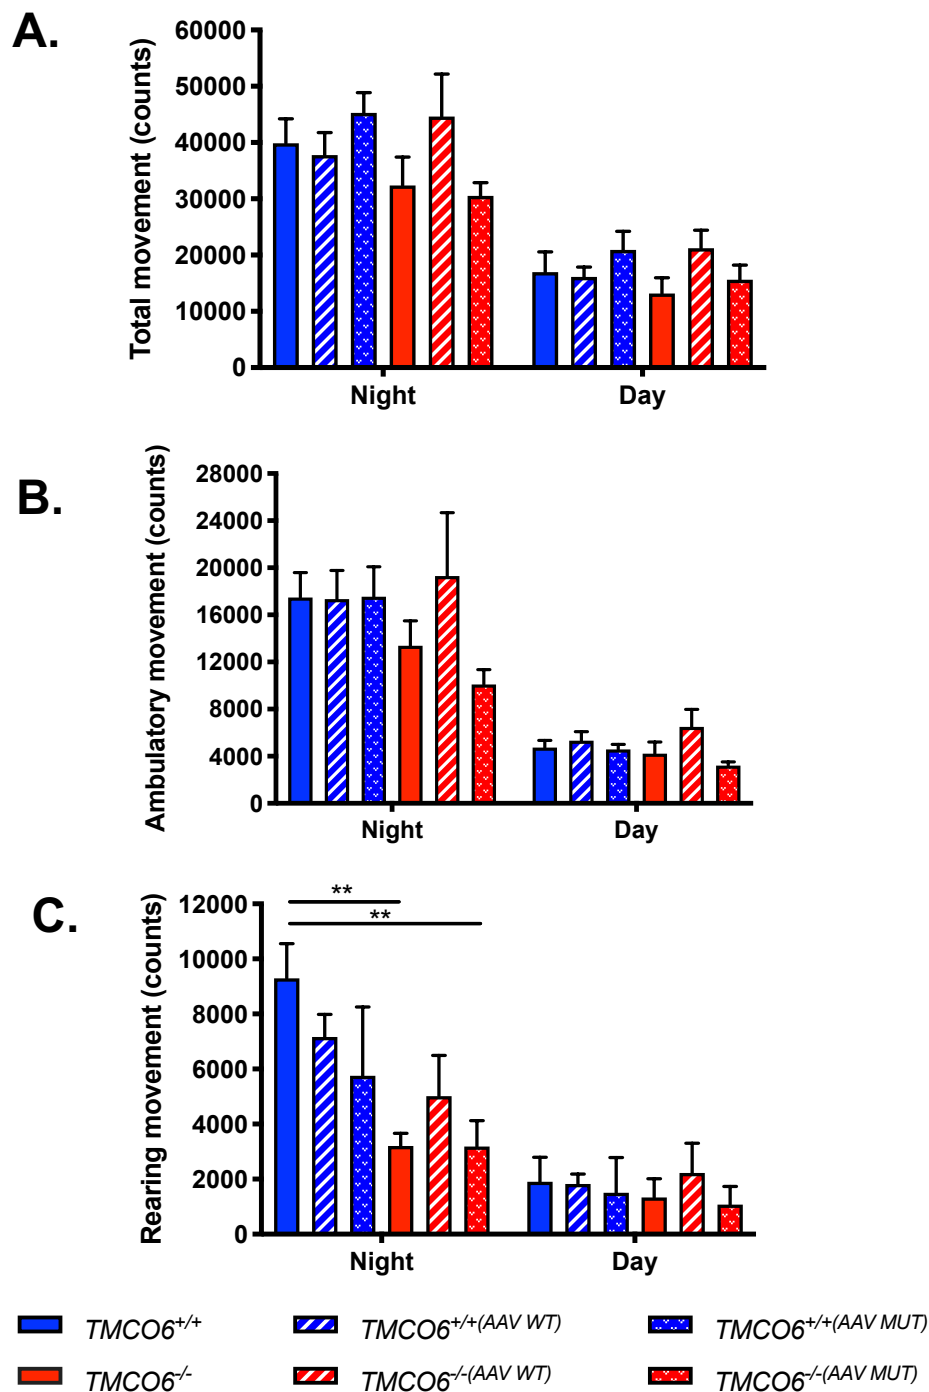 A.
Total movement (counts)
60000
50000
40000
30000
20000
10000
0
Night Day
B.
Ambulatory movement (counts)
28000
24000
20000
16000
12000
8000
4000
0
Night Day
C.
Rearing movement (counts)
12000
10000
8000
6000
4000
2000
0
**
**
Night Day
TMCO6+/+ TMCO6+/+(AAV WT) TMCO6+/+(AAV MUT)
TMCO6-/- TMCO6-/-(AAV WT) TMCO6-/-(AAV MUT)